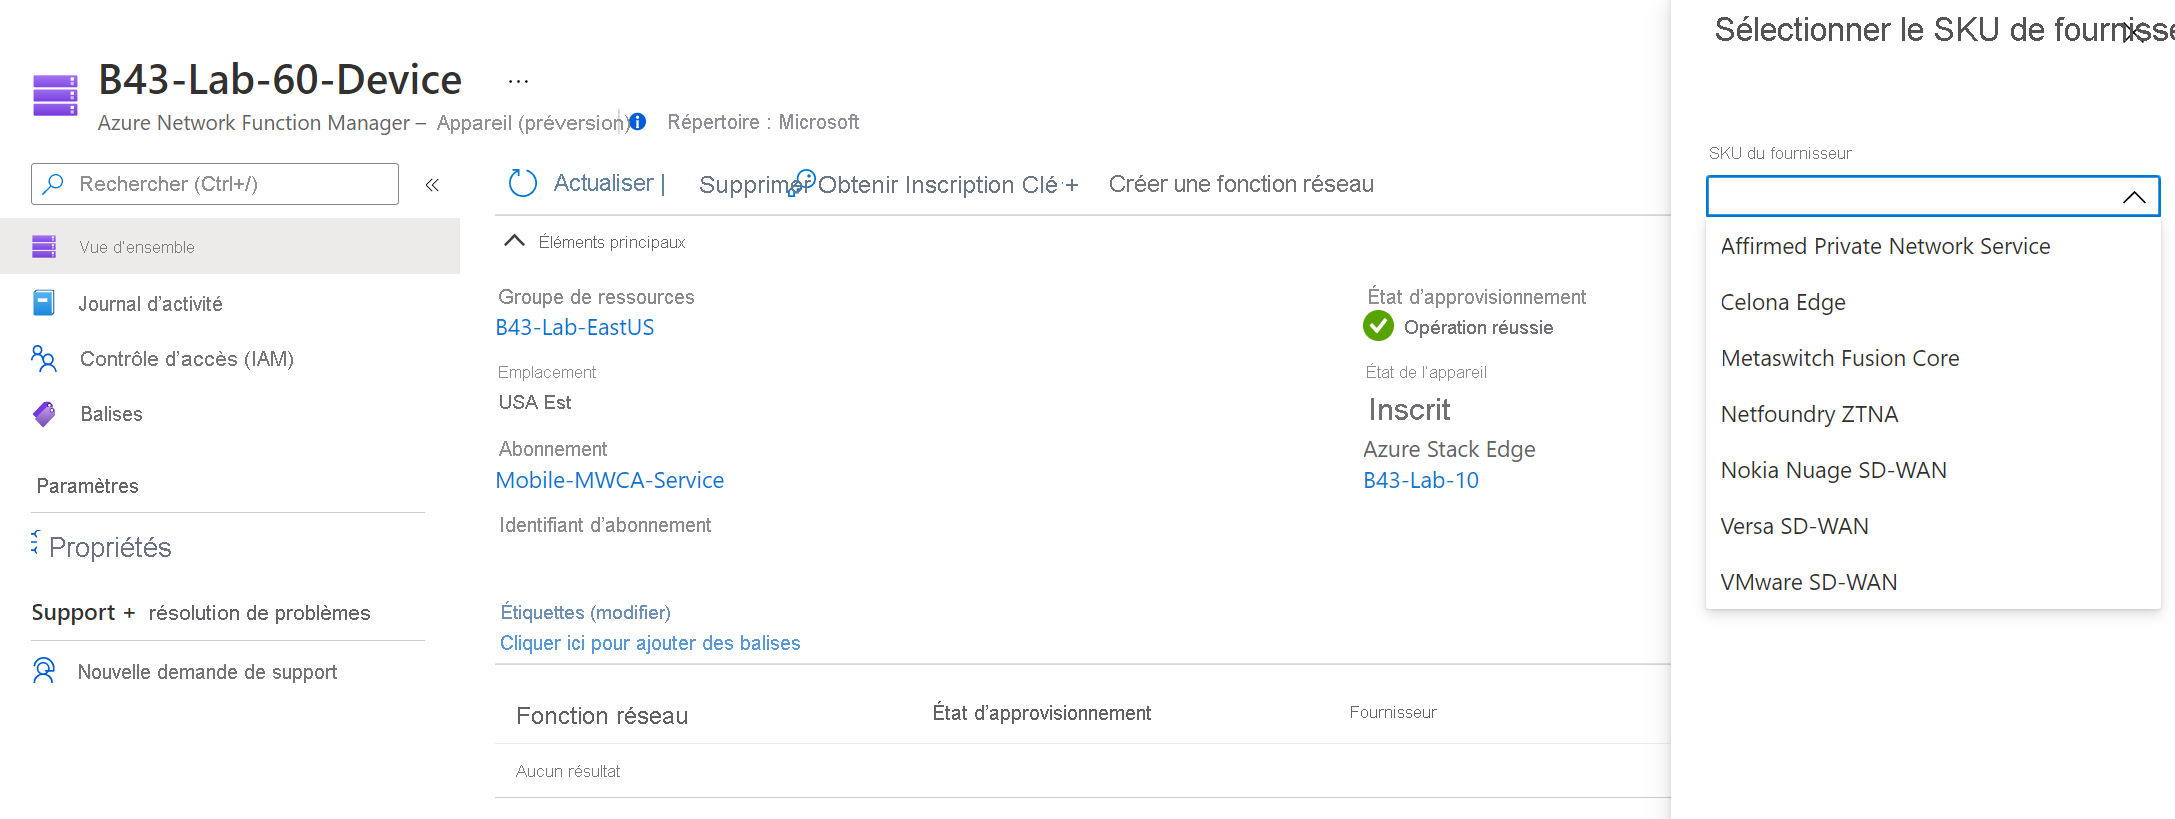 B43-Lab-60-Device ...
Azure Network Function Manager – Appareil (préversion) Répertoire : Microsoft
Rechercher (Ctrl+/)
«
Vue d'ensemble
Journal d'activité
Contrôle d'accès (IAM)
Balises
Paramètres
Propriétés
Support + résolution de problèmes
Nouvelle demande de support
Actualiser | Supprimer Obtenir Inscription Clé + Créer une fonction réseau
Éléments principaux
Groupe de ressources
B43-Lab-EastUS
Emplacement
USA Est
Abonnement
Mobile-MWCA-Service
Identifiant d'abonnement
Étiquettes (modifier)
Cliquer ici pour ajouter des balises
État d'approvisionnement
Opération réussie
État de l'appareil
Inscrit
Azure Stack Edge
B43-Lab-10
Fonction réseau État d'approvisionnement Fournisseur
Aucun résultat
Sélectionner le SKU de fournisse
SKU du fournisseur
Affirmed Private Network Service
Celona Edge
Metaswitch Fusion Core
Netfoundry ZTNA
Nokia Nuage SD-WAN
Versa SD-WAN
VMware SD-WAN